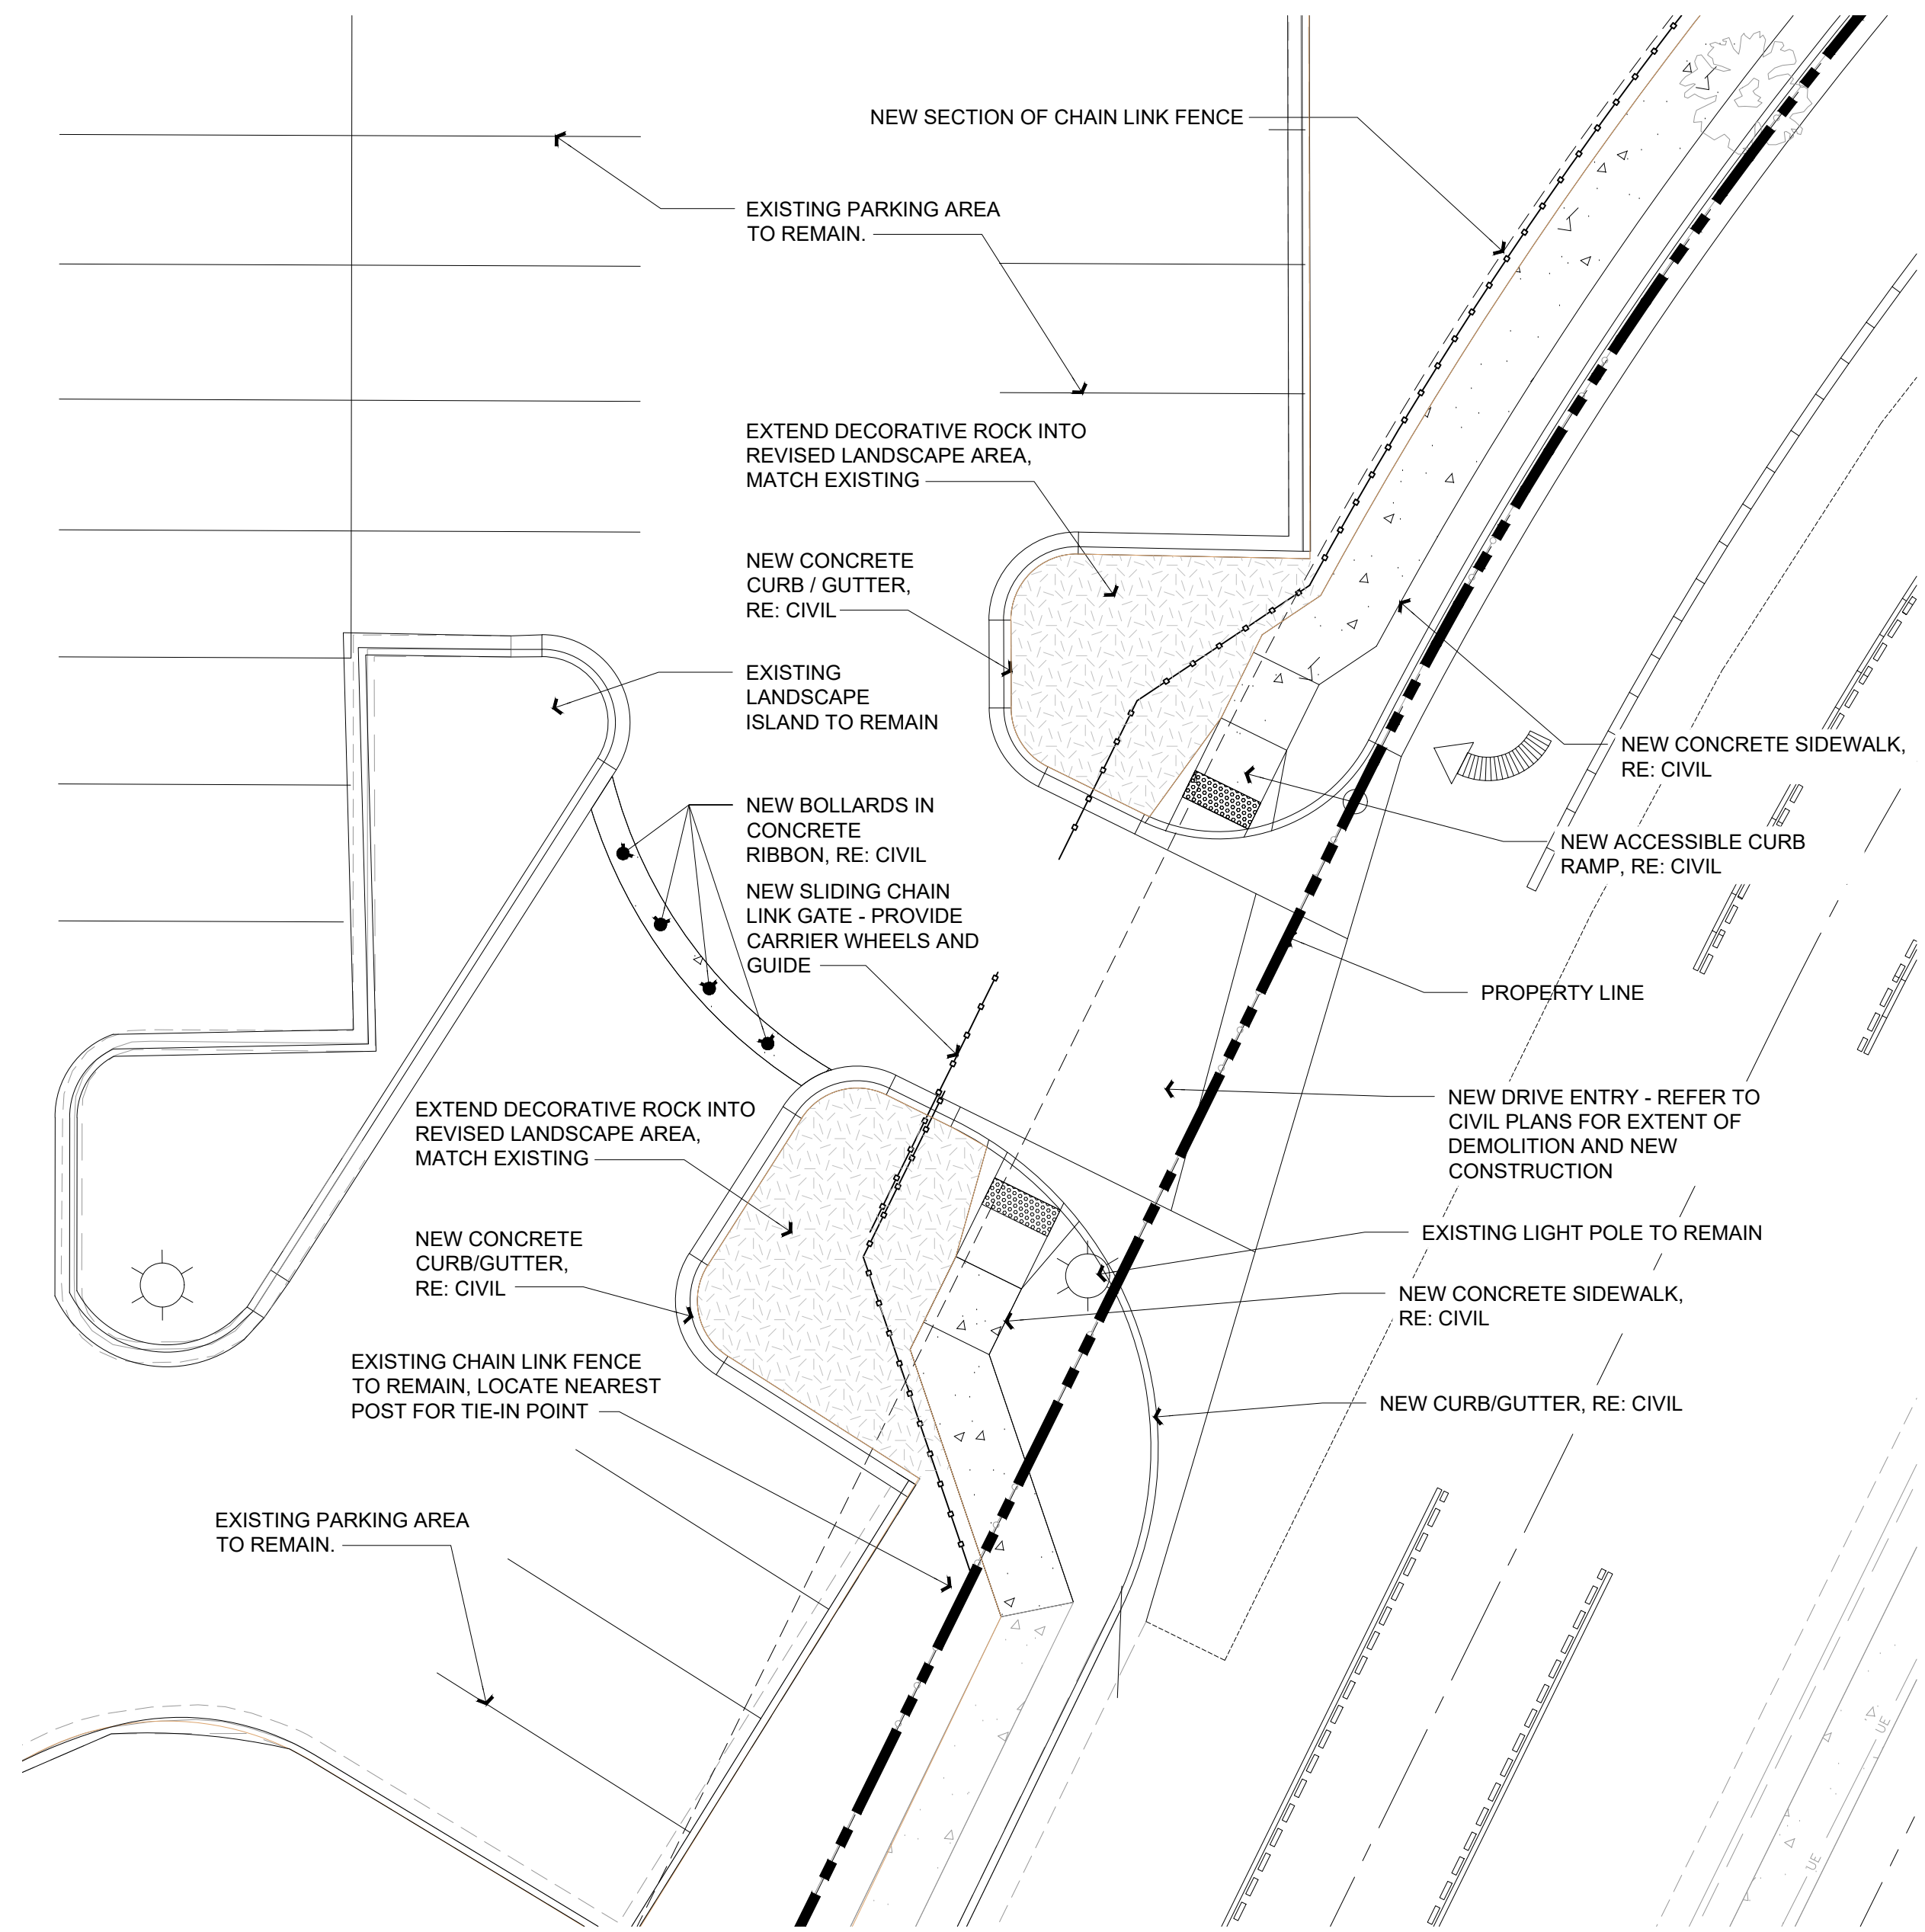 NEW SECTION OF CHAIN LINK FENCE
EXISTING PARKING AREA
TO REMAIN.
EXTEND DECORATIVE ROCK INTO
REVISED LANDSCAPE AREA,
MATCH EXISTING
NEW CONCRETE
CURB / GUTTER,
RE: CIVIL
EXISTING
LANDSCAPE
ISLAND TO REMAIN
NEW CONCRETE SIDEWALK,
RE: CIVIL
NEW BOLLARDS IN
CONCRETE
RIBBON, RE: CIVIL
NEW ACCESSIBLE CURB
RAMP, RE: CIVIL
NEW SLIDING CHAIN
LINK GATE - PROVIDE
CARRIER WHEELS AND
GUIDE
PROPERTY LINE
EXTEND DECORATIVE ROCK INTO
REVISED LANDSCAPE AREA,
MATCH EXISTING
NEW DRIVE ENTRY - REFER TO
CIVIL PLANS FOR EXTENT OF
DEMOLITION AND NEW
CONSTRUCTION
NEW CONCRETE
CURB/GUTTER,
RE: CIVIL
EXISTING LIGHT POLE TO REMAIN
NEW CONCRETE SIDEWALK,
RE: CIVIL
EXISTING CHAIN LINK FENCE
TO REMAIN, LOCATE NEAREST
POST FOR TIE-IN POINT
NEW CURB/GUTTER, RE: CIVIL
EXISTING PARKING AREA
TO REMAIN.
UE
UE